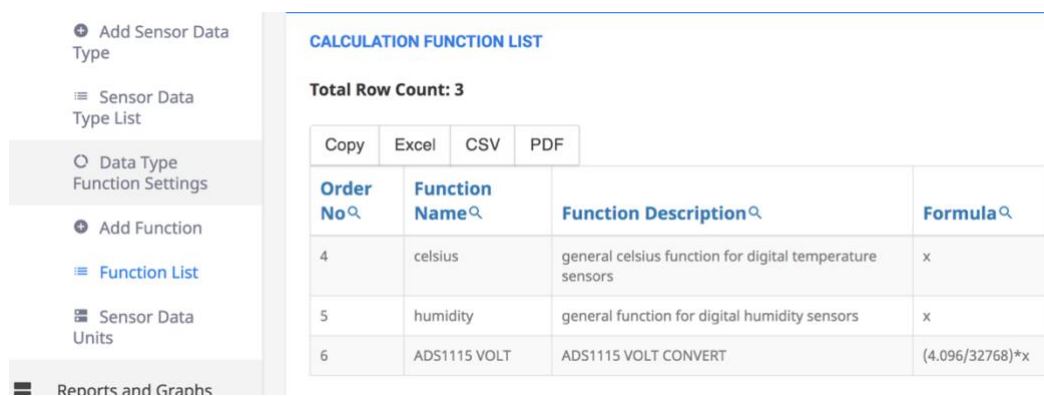 Add Sensor Data
Type
Sensor Data
Type List
Data Type
Function Settings
Add Function
Function List
Sensor Data
Units
Reports and Graphs
CALCULATION FUNCTION LIST
Total Row Count: 3
Copy Excel CSV PDF
Order No Function Name Function Description Formula
4 celsius general celsius function for digital temperature sensors x
5 humidity general function for digital humidity sensors x
6 ADS1115 VOLT ADS1115 VOLT CONVERT (4.096/32768)*x